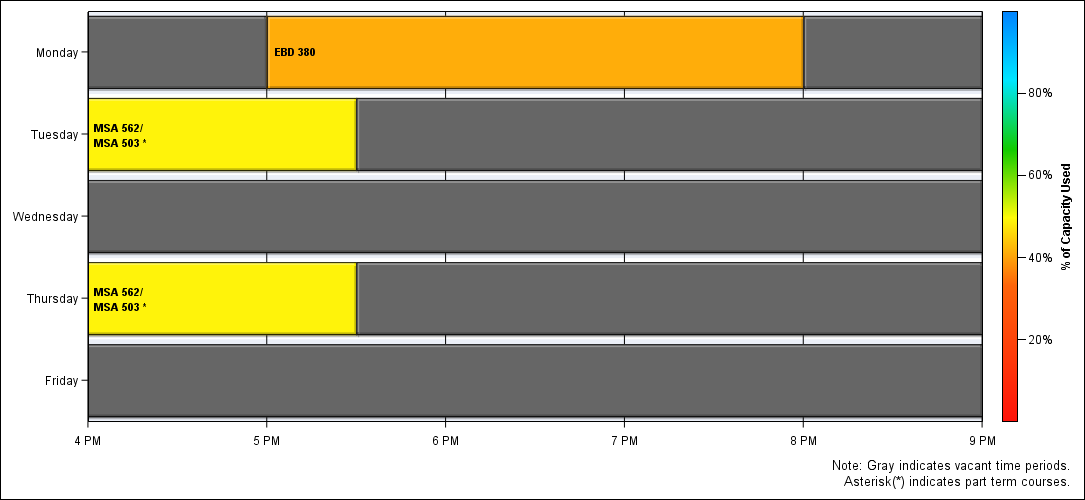 Monday
EBD 380
Tuesday
MSA 562/
MSA 503 *
Wednesday
Thursday
MSA 562/
MSA 503 *
Friday
4 PM
5 PM
6 PM
7 PM
8 PM
9 PM
80%
60%
40%
20%
% of Capacity Used
Note: Gray indicates vacant time periods.
Asterisk(*) indicates part term courses.